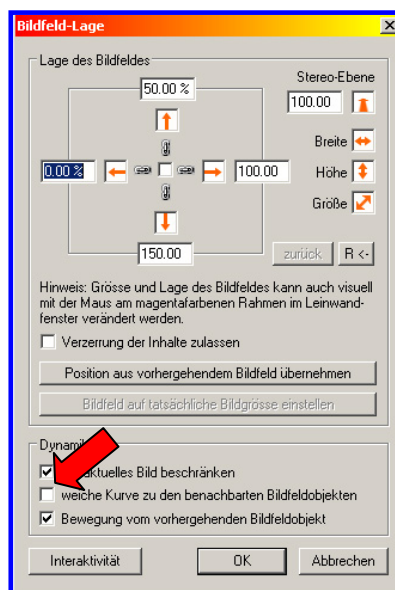 Bildfeld-Lage
Lage des Bildfeldes
50.00 %
Stereo-Ebene
100.00
Breite
0.00 %
100.00
Höhe
Größe
150.00
zurück
R <-
Hinweis: Grösse und Lage des Bildfeldes kann auch visuell
mit der Maus am magentafarbenen Rahmen im Leinwand-
fenster verändert werden.
Verzerrung der Inhalte zulassen
Position aus vorhergehendem Bildfeld übernehmen
Bildfeld auf tatsächliche Bildgrösse einstellen
Dynamik
aktuelles Bild beschränken
weiche Kurve zu den benachbarten Bildfeldobjekten
Bewegung vom vorhergehenden Bildfeldobjekt
Interaktivität
OK
Abbrechen